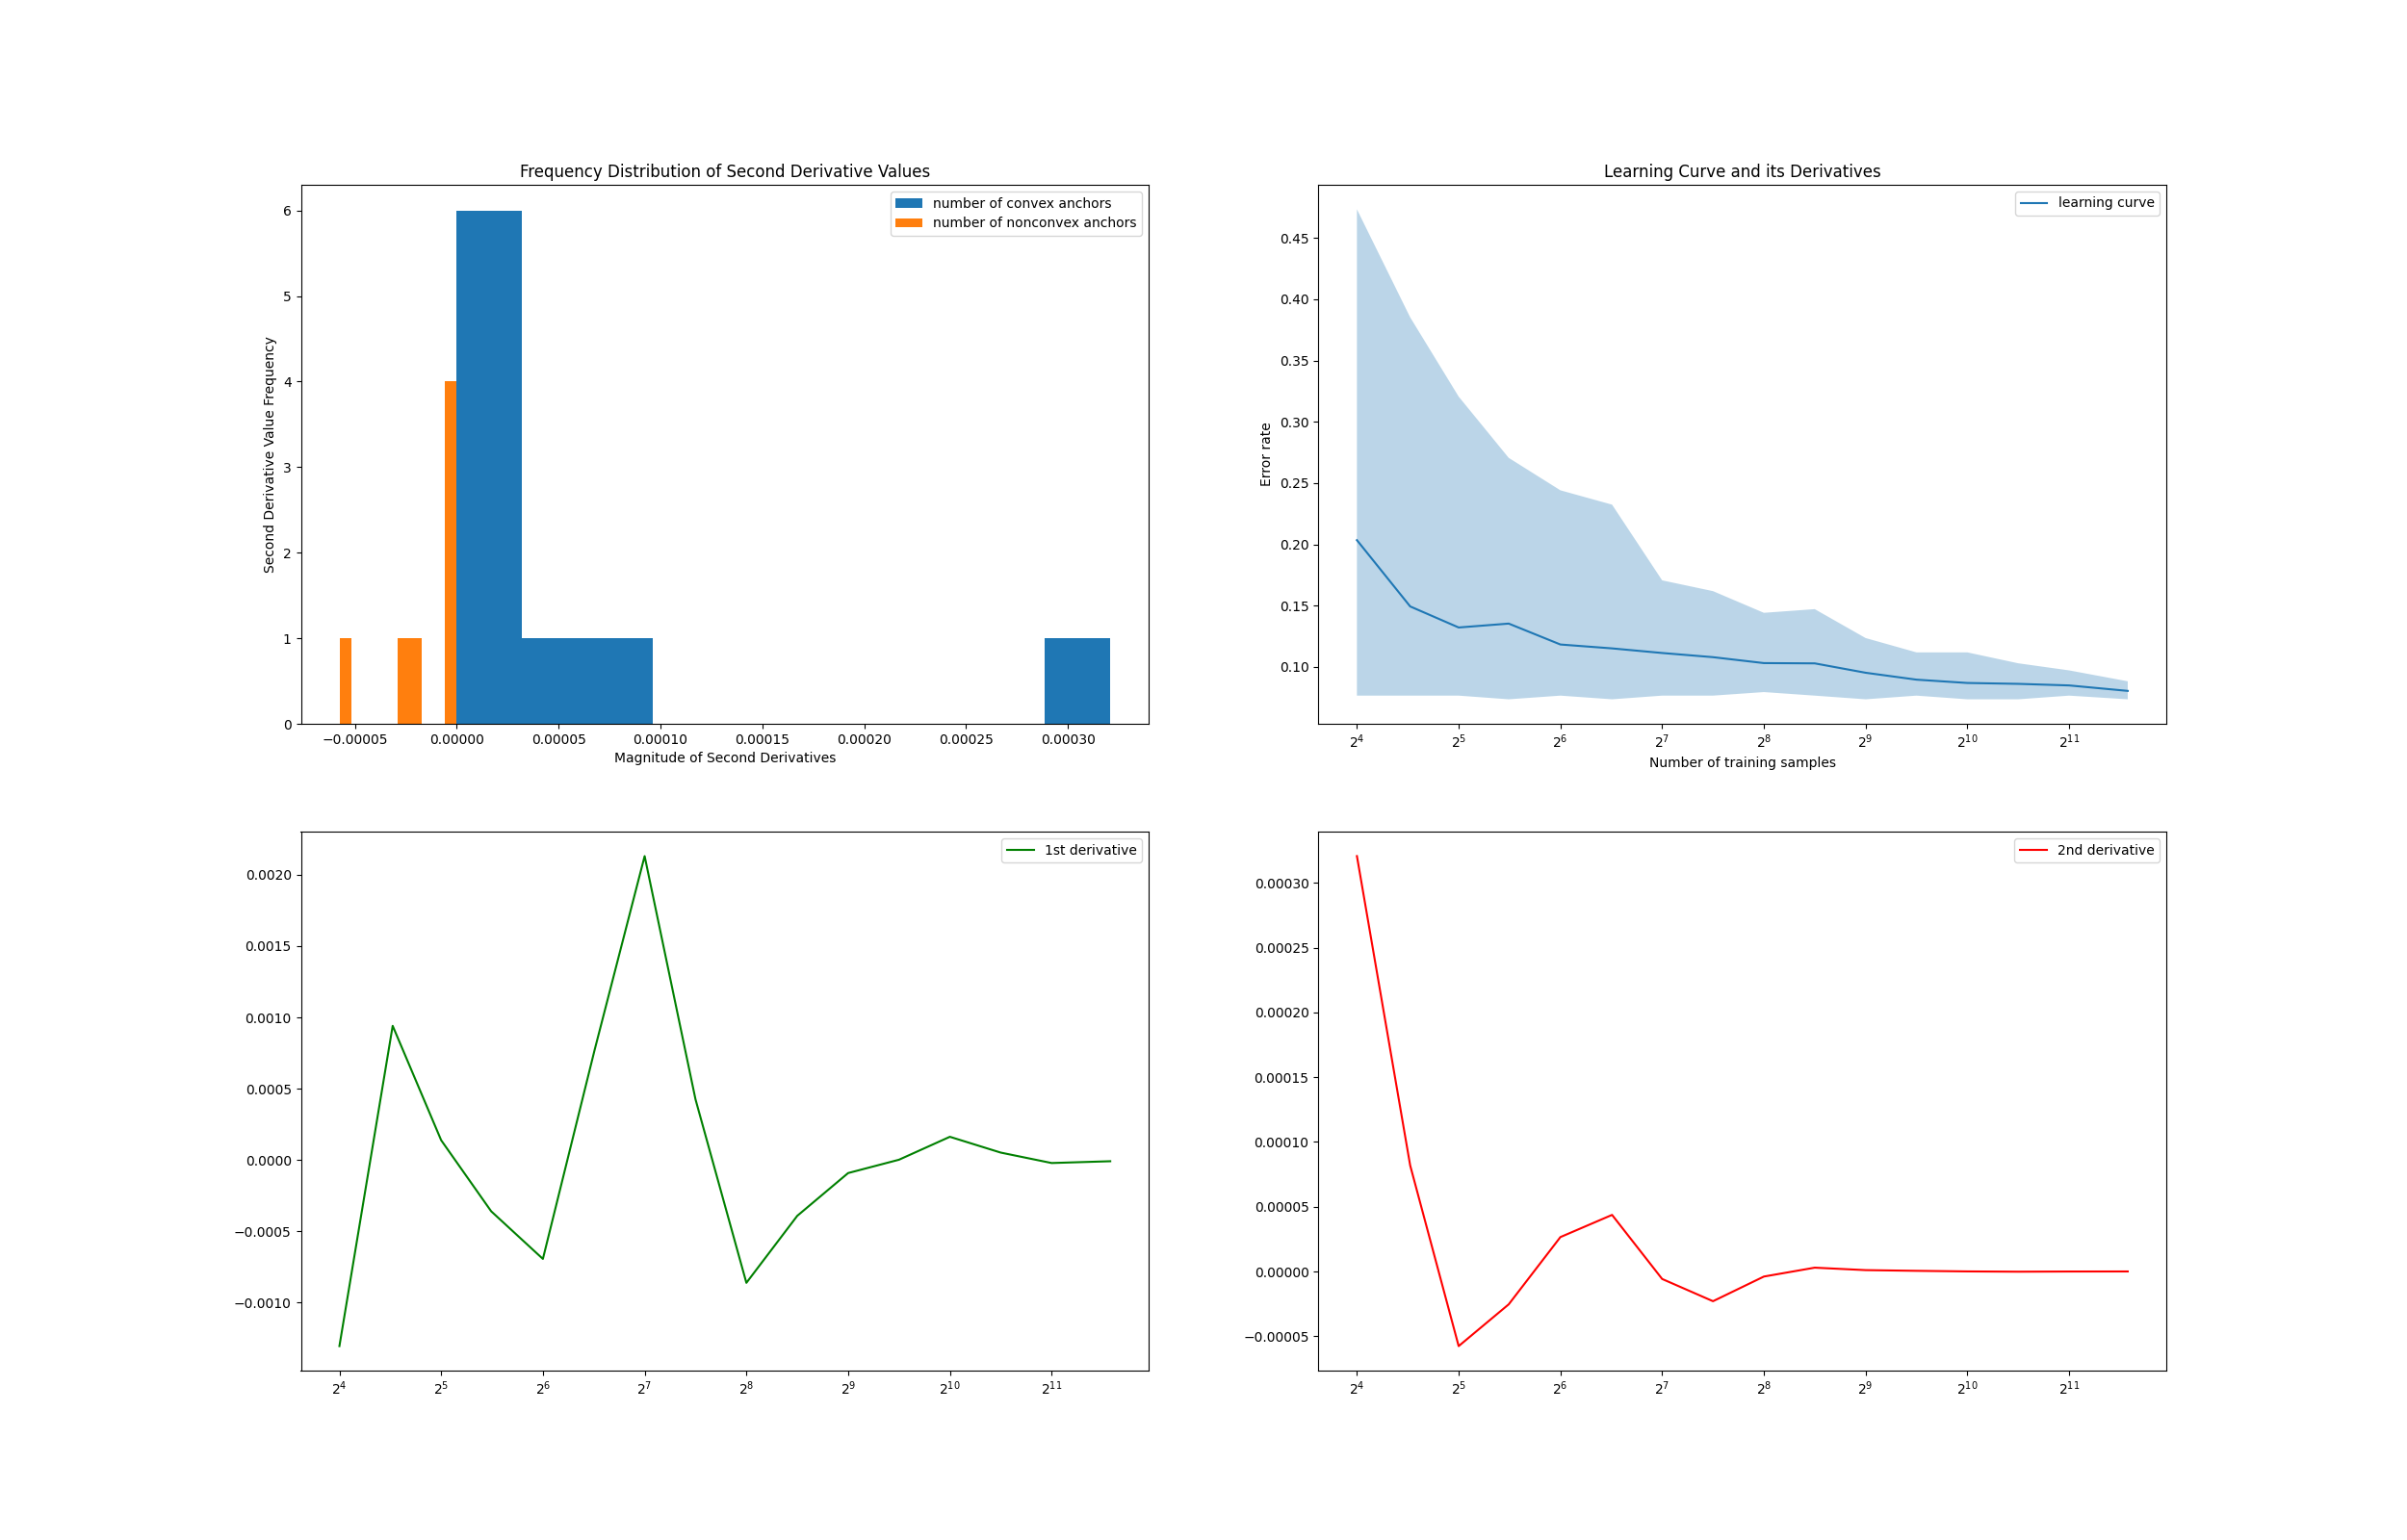 Frequency Distribution of Second Derivative Values
number of convex anchors
number of nonconvex anchors
Second Derivative Value Frequency
6
5
4
3
2
1
0
−0.00005 0.00000 0.00005 0.00010 0.00015 0.00020 0.00025 0.00030
Magnitude of Second Derivatives
Learning Curve and its Derivatives
learning curve
Error rate
0.45
0.40
0.35
0.30
0.25
0.20
0.15
0.10
2⁴ 2⁵ 2⁶ 2⁷ 2⁸ 2⁹ 2¹⁰ 2¹¹
Number of training samples
1st derivative
0.0020
0.0015
0.0010
0.0005
0.0000
−0.0005
−0.0010
2⁴ 2⁵ 2⁶ 2⁷ 2⁸ 2⁹ 2¹⁰ 2¹¹
2nd derivative
0.00030
0.00025
0.00020
0.00015
0.00010
0.00005
0.00000
−0.00005
2⁴ 2⁵ 2⁶ 2⁷ 2⁸ 2⁹ 2¹⁰ 2¹¹